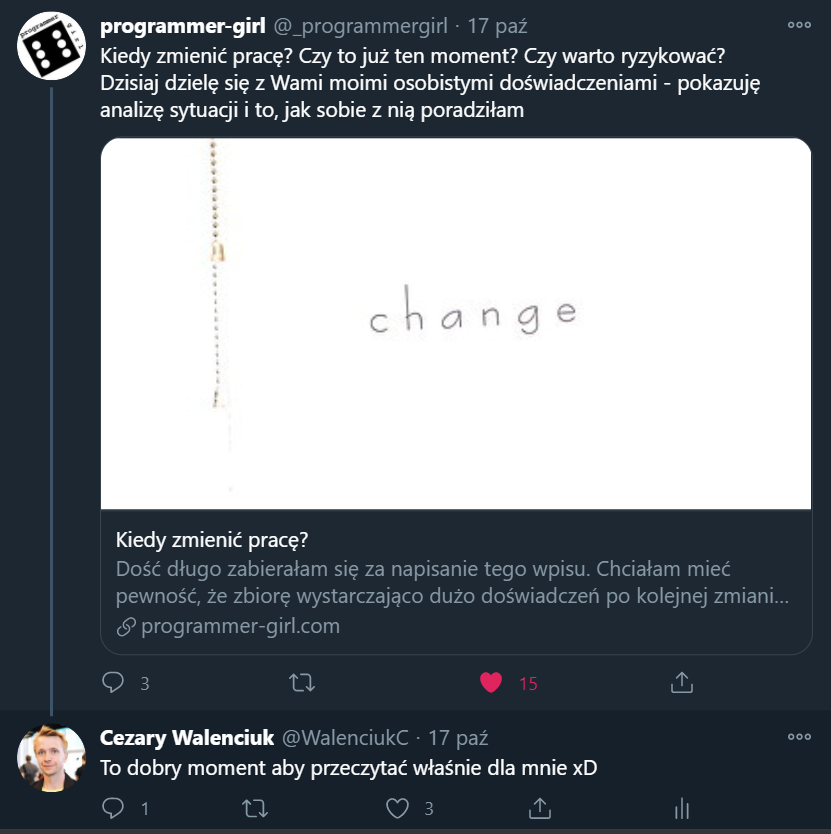 programmer-girl @_programmergirl · 17 paź
Kiedy zmienić pracę? Czy to już ten moment? Czy warto ryzykować?
Dzisiaj dzielę się z Wami moimi osobistymi doświadczeniami - pokazuję
analizę sytuacji i to, jak sobie z nią poradziłam
change
Kiedy zmienić pracę?
Dość długo zabierałam się za napisanie tego wpisu. Chciałam mieć
pewność, że zbiorę wystarczająco dużo doświadczeń po kolejnej zmiani...
programmer-girl.com
3 15
Cezary Walenciuk @WalenciukC · 17 paź
To dobry moment aby przeczytać właśnie dla mnie xD
1 3